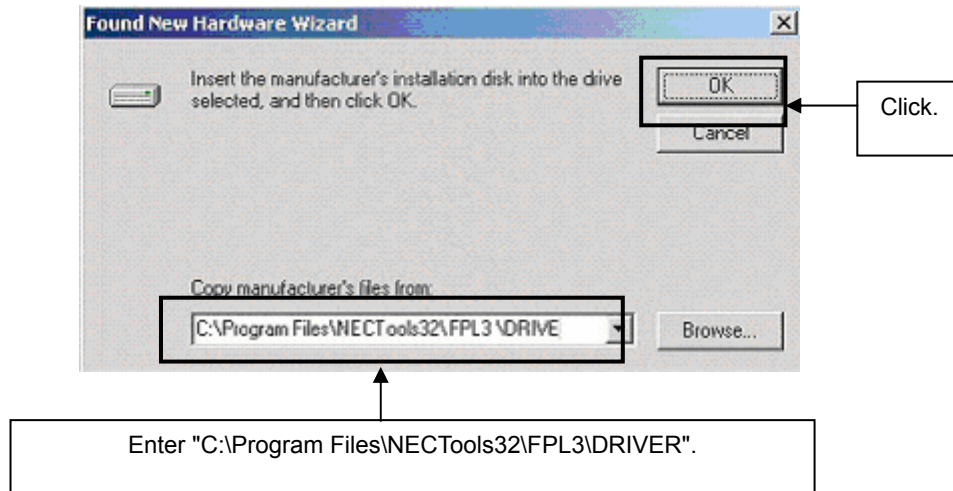 Found New Hardware Wizard
Insert the manufacturer's installation disk into the drive
selected, and then click OK.
OK
Click.
Cancel
Copy manufacturer's files from:
C:\Program Files\NECTools32\FPL3 \DRIVE
Browse...
Enter "C:\Program Files\NECTools32\FPL3\DRIVER".